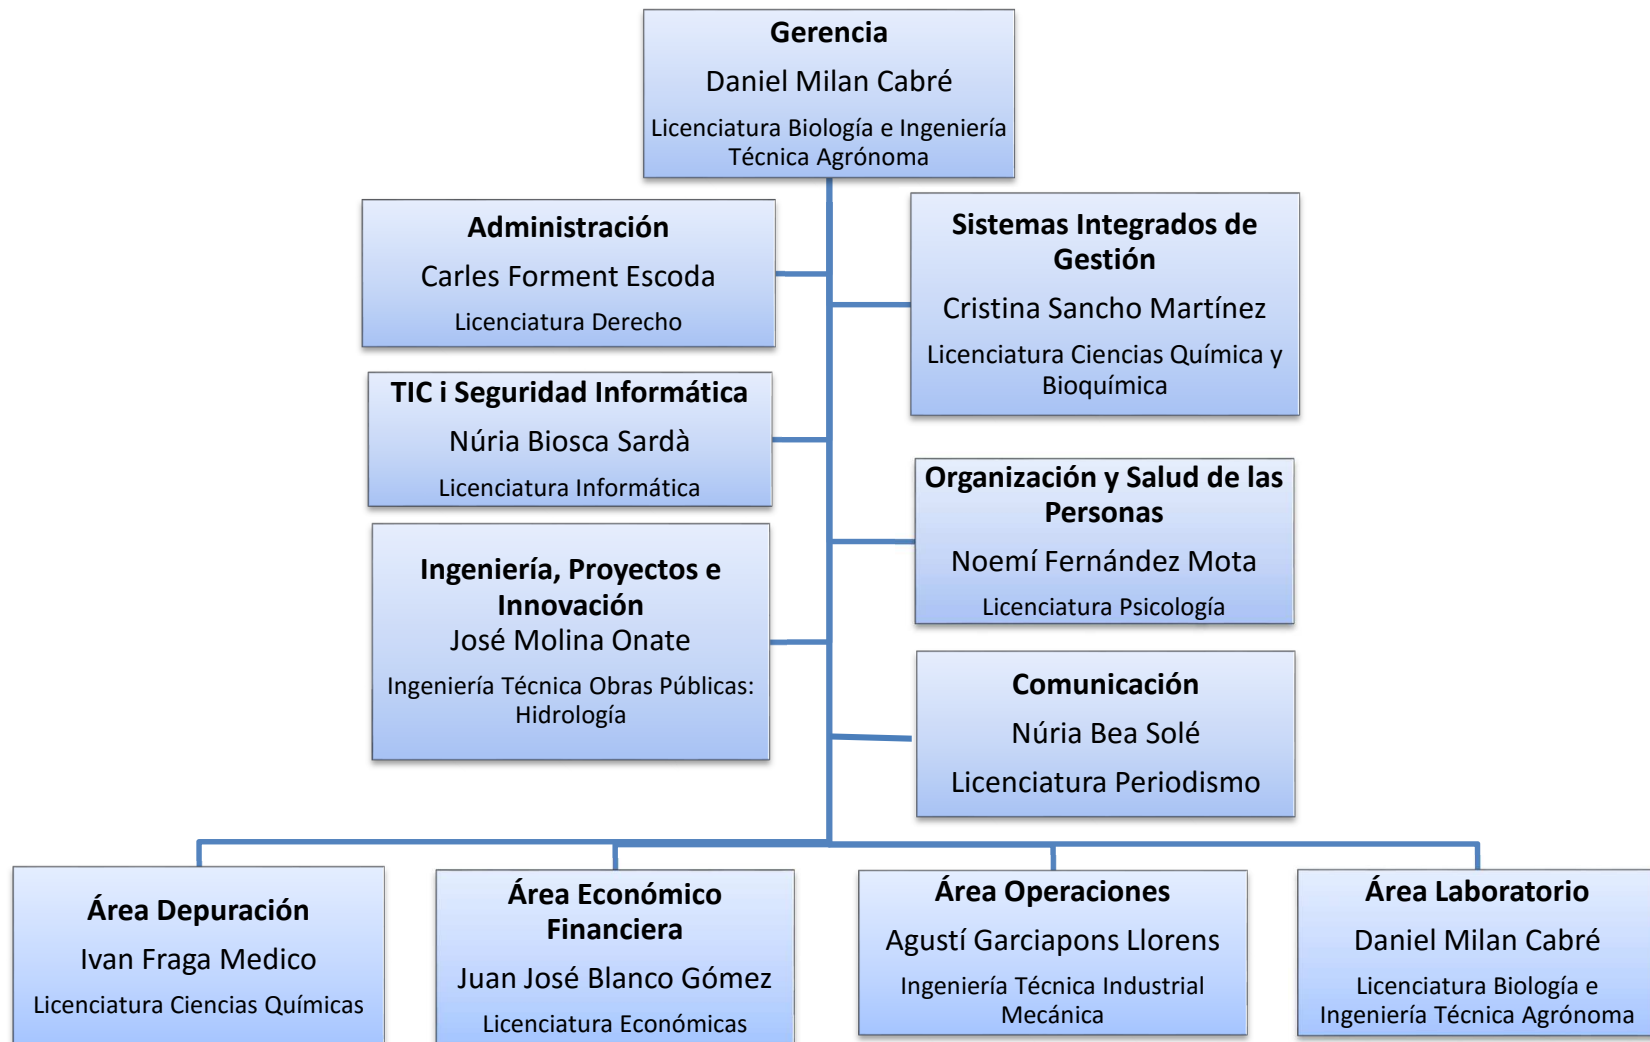 Gerencia
Daniel Milan Cabré
Licenciatura Biología e Ingeniería
Técnica Agrónoma
Administración
Carles Forment Escoda
Licenciatura Derecho
Sistemas Integrados de
Gestión
Cristina Sancho Martínez
Licenciatura Ciencias Química y
Bioquímica
TIC i Seguridad Informática
Núria Biosca Sardà
Licenciatura Informática
Organización y Salud de las
Personas
Noemí Fernández Mota
Licenciatura Psicología
Ingeniería, Proyectos e
Innovación
José Molina Onate
Ingeniería Técnica Obras Públicas:
Hidrología
Comunicación
Núria Bea Solé
Licenciatura Periodismo
Área Depuración
Ivan Fraga Medico
Licenciatura Ciencias Químicas
Área Económico
Financiera
Juan José Blanco Gómez
Licenciatura Económicas
Área Operaciones
Agustí Garciapons Llorens
Ingeniería Técnica Industrial
Mecánica
Área Laboratorio
Daniel Milan Cabré
Licenciatura Biología e
Ingeniería Técnica Agrónoma